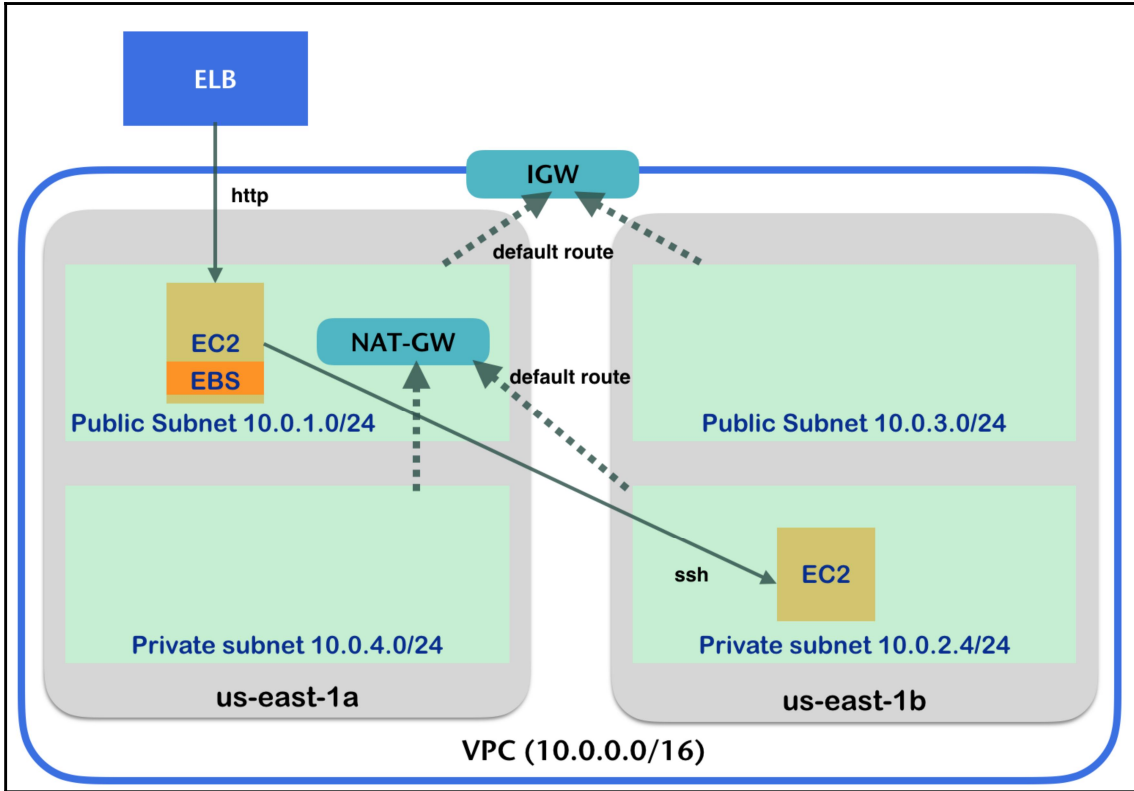 ELB
IGW
http
default route
EC2
EBS
NAT-GW
default route
Public Subnet 10.0.1.0/24
Public Subnet 10.0.3.0/24
ssh
EC2
Private subnet 10.0.4.0/24
Private subnet 10.0.2.4/24
us-east-1a
us-east-1b
VPC (10.0.0.0/16)